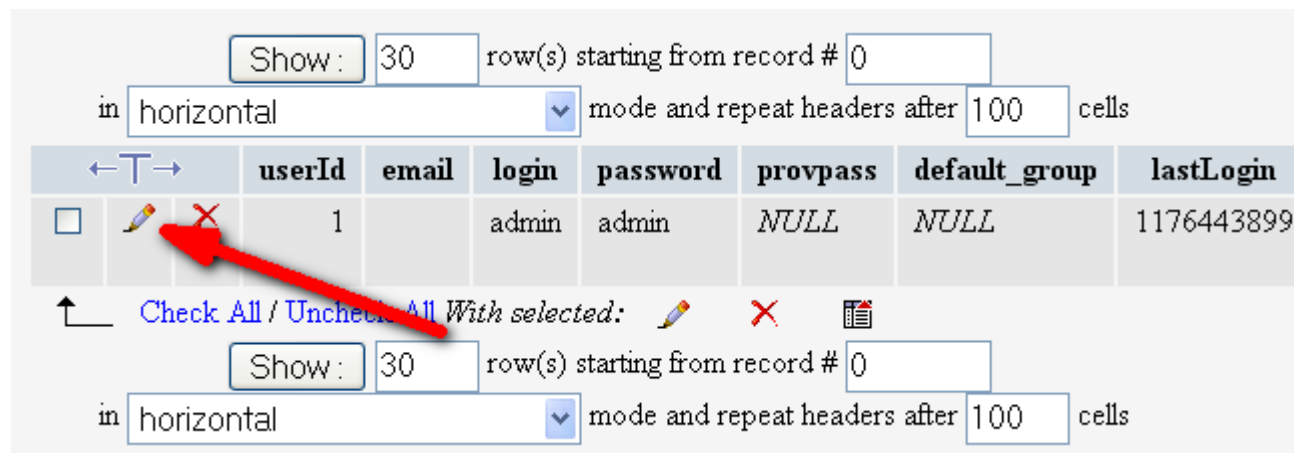 Show : 30 row(s) starting from record # 0
in horizontal mode and repeat headers after 100 cells
←T→ userId email login password provpass default_group lastLogin
1 admin admin NULL NULL 1176443899
Check All / Uncheck All With selected:
Show : 30 row(s) starting from record # 0
in horizontal mode and repeat headers after 100 cells